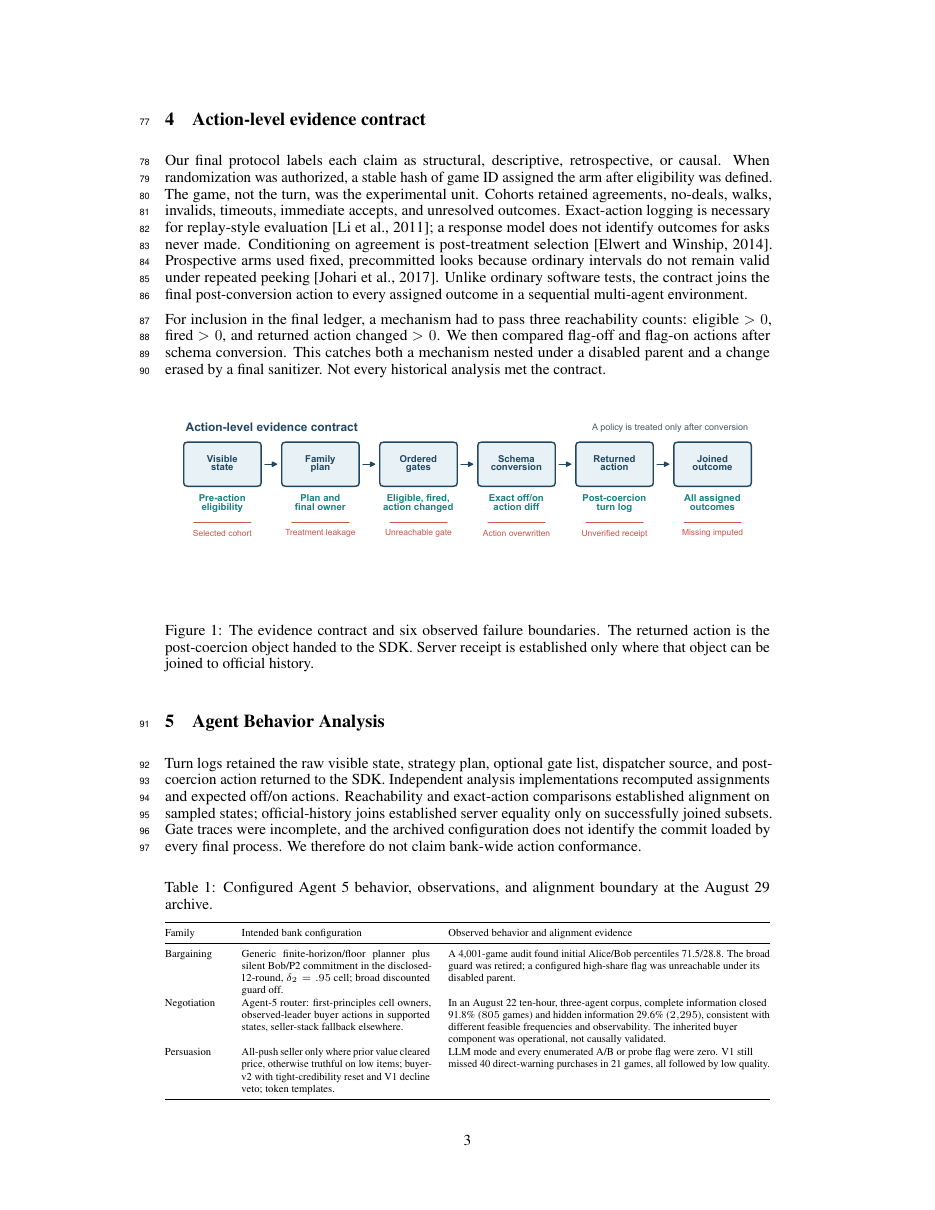 77 4 Action-level evidence contract
78 Our final protocol labels each claim as structural, descriptive, retrospective, or causal. When
79 randomization was authorized, a stable hash of game ID assigned the arm after eligibility was defined.
80 The game, not the turn, was the experimental unit. Cohorts retained agreements, no-deals, walks,
81 invalids, timeouts, immediate accepts, and unresolved outcomes. Exact-action logging is necessary
82 for replay-style evaluation [Li et al., 2011]; a response model does not identify outcomes for asks
83 never made. Conditioning on agreement is post-treatment selection [Elwert and Winship, 2014].
84 Prospective arms used fixed, precommitted looks because ordinary intervals do not remain valid
85 under repeated peeking [Johari et al., 2017]. Unlike ordinary software tests, the contract joins the
86 final post-conversion action to every assigned outcome in a sequential multi-agent environment.
87 For inclusion in the final ledger, a mechanism had to pass three reachability counts: eligible > 0,
88 fired > 0, and returned action changed > 0. We then compared flag-off and flag-on actions after
89 schema conversion. This catches both a mechanism nested under a disabled parent and a change
90 erased by a final sanitizer. Not every historical analysis met the contract.
Action-level evidence contract A policy is treated only after conversion
Visible Family Ordered Schema Returned Joined
state plan gates conversion action outcome
Pre-action Plan and Eligible, fired, Exact off/on Post-coercion All assigned
eligibility final owner action changed action diff turn log outcomes
Selected cohort Treatment leakage Unreachable gate Action overwritten Unverified receipt Missing imputed
Figure 1: The evidence contract and six observed failure boundaries. The returned action is the
post-coercion object handed to the SDK. Server receipt is established only where that object can be
joined to official history.
91 5 Agent Behavior Analysis
92 Turn logs retained the raw visible state, strategy plan, optional gate list, dispatcher source, and post-
93 coercion action returned to the SDK. Independent analysis implementations recomputed assignments
94 and expected off/on actions. Reachability and exact-action comparisons established alignment on
95 sampled states; official-history joins established server equality only on successfully joined subsets.
96 Gate traces were incomplete, and the archived configuration does not identify the commit loaded by
97 every final process. We therefore do not claim bank-wide action conformance.
Table 1: Configured Agent 5 behavior, observations, and alignment boundary at the August 29
archive.
Family Intended bank configuration Observed behavior and alignment evidence
Bargaining Generic finite-horizon/floor planner plus A 4,001-game audit found initial Alice/Bob percentiles 71.5/28.8. The broad
silent Bob/P2 commitment in the disclosed- guard was retired; a configured high-share flag was unreachable under its
12-round, δ₂ = .95 cell; broad discounted disabled parent.
guard off.
Negotiation Agent-5 router: first-principles cell owners, In an August 22 ten-hour, three-agent corpus, complete information closed
observed-leader buyer actions in supported 91.8% (805 games) and hidden information 29.6% (2,295), consistent with
states, seller-stack fallback elsewhere. different feasible frequencies and observability. The inherited buyer
component was operational, not causally validated.
Persuasion All-push seller only where prior value cleared LLM mode and every enumerated A/B or probe flag were zero. V1 still
price, otherwise truthful on low items; buyer- missed 40 direct-warning purchases in 21 games, all followed by low quality.
v2 with tight-credibility reset and V1 decline
veto; token templates.
3